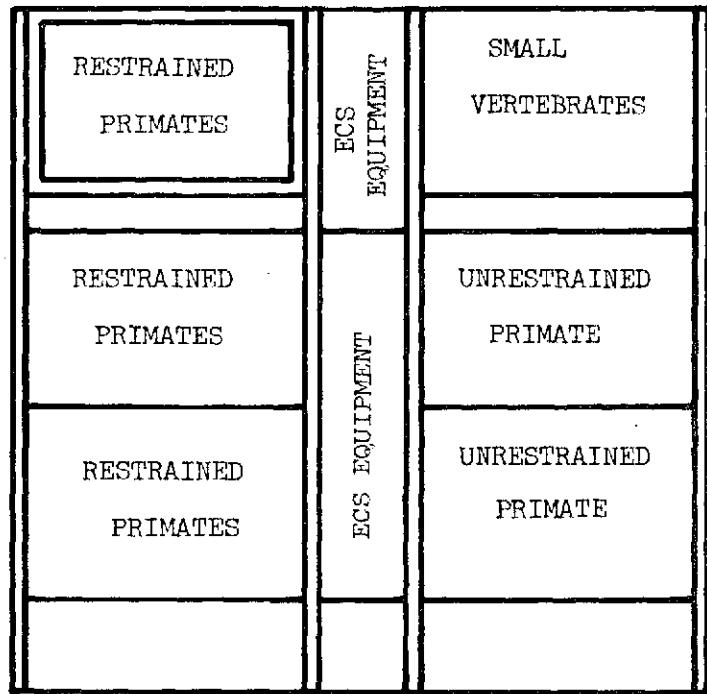 RESTRAINED
PRIMATES
ECS
EQUIPMENT
SMALL
VERTEBRATES
RESTRAINED
PRIMATES
ECS EQUIPMENT
UNRESTRAINED
PRIMATE
RESTRAINED
PRIMATES
UNRESTRAINED
PRIMATE